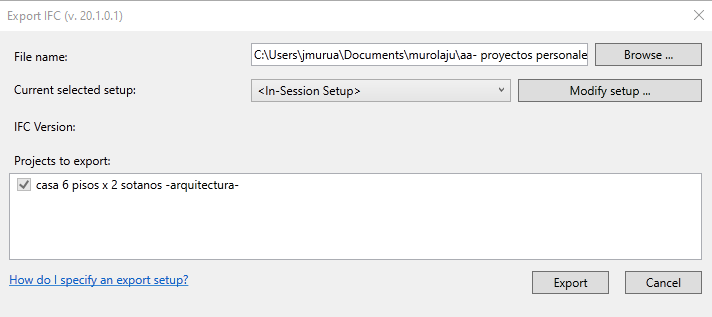 Export IFC (v. 20.1.0.1)
File name:
C:\Users\jmurua\Documents\murolaju\aa- proyectos personale
Browse ...
Current selected setup:
<In-Session Setup>
Modify setup ...
IFC Version:
Projects to export:
casa 6 pisos x 2 sotanos -arquitectura-
How do I specify an export setup?
Export
Cancel